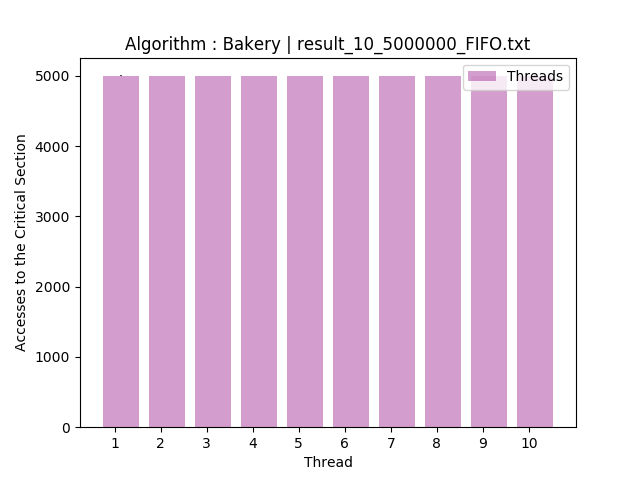 Algorithm : Bakery | result_10_5000000_FIFO.txt
Threads
5000
4000
3000
2000
1000
0
Accesses to the Critical Section
1 2 3 4 5 6 7 8 9 10
Thread